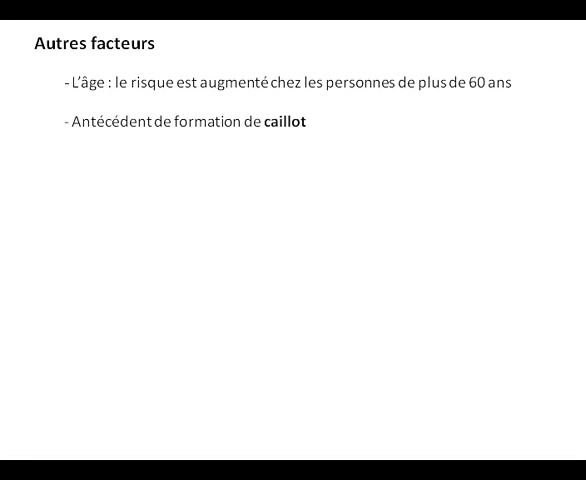 Autres facteurs
- L'âge : le risque est augmenté chez les personnes de plus de 60 ans
- Antécédent de formation de caillot